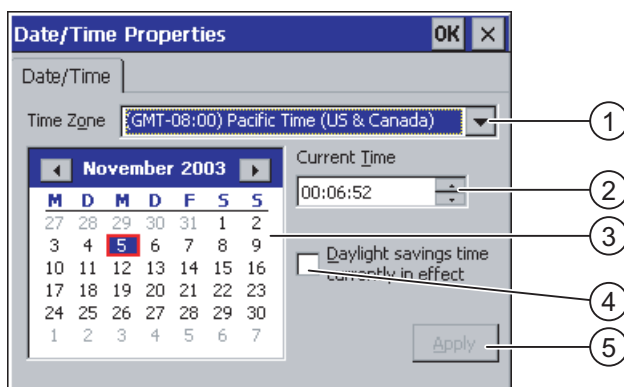 Date/Time Properties OK ×
Date/Time
Time Zone (GMT-08:00) Pacific Time (US & Canada) 1
November 2003
M D M D F S S
27 28 29 30 31 1 2
3 4 5 6 7 8 9
10 11 12 13 14 15 16
17 18 19 20 21 22 23
24 25 26 27 28 29 30
1 2 3 4 5 6 7
Current Time
00:06:52 2
3
Daylight savings time
currently in effect
4
Apply 5